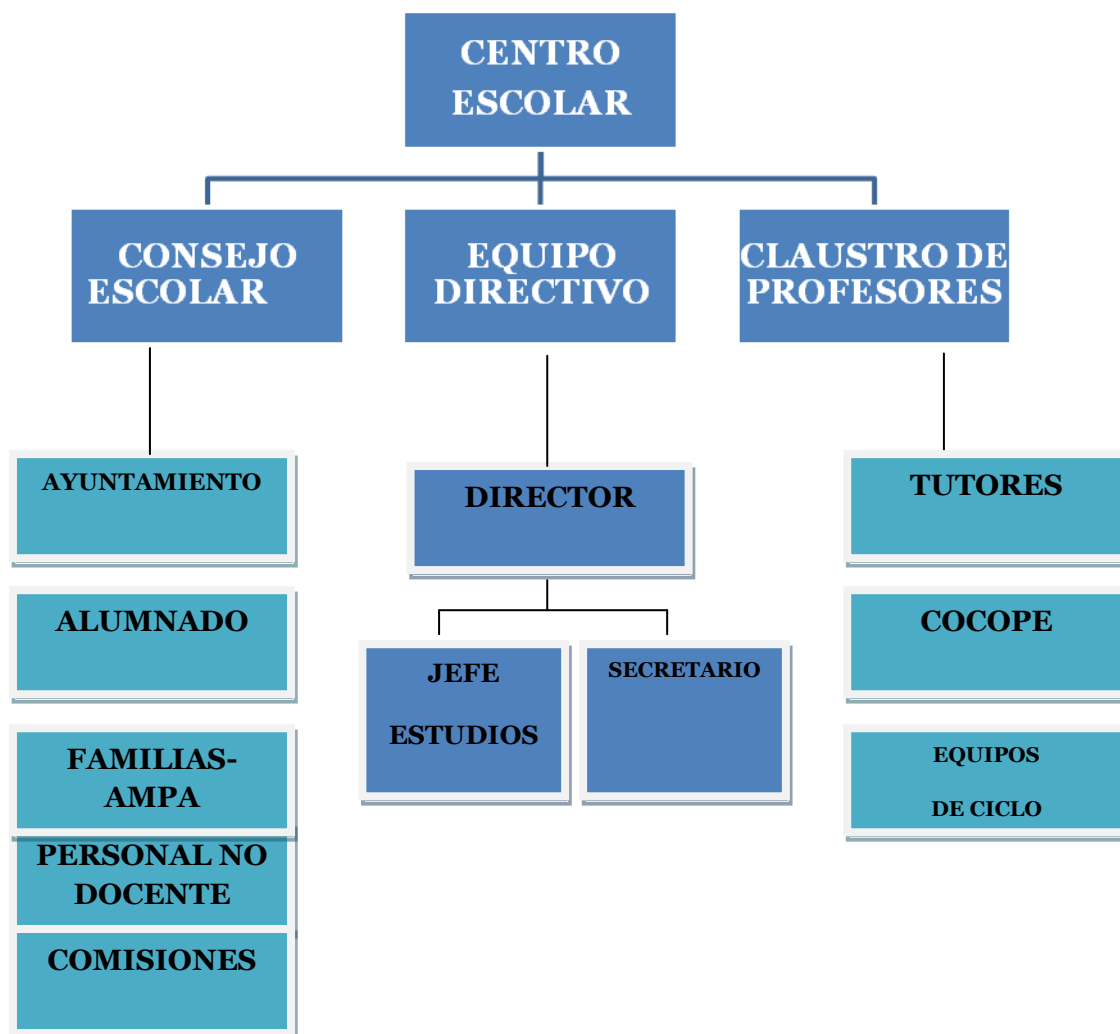 CENTRO
ESCOLAR
CONSEJO
ESCOLAR
EQUIPO
DIRECTIVO
CLAUSTRO DE
PROFESORES
AYUNTAMIENTO
ALUMNADO
FAMILIAS-
AMPA
PERSONAL NO
DOCENTE
COMISIONES
DIRECTOR
JEFE
ESTUDIOS
SECRETARIO
TUTORES
COCOPE
EQUIPOS
DE CICLO